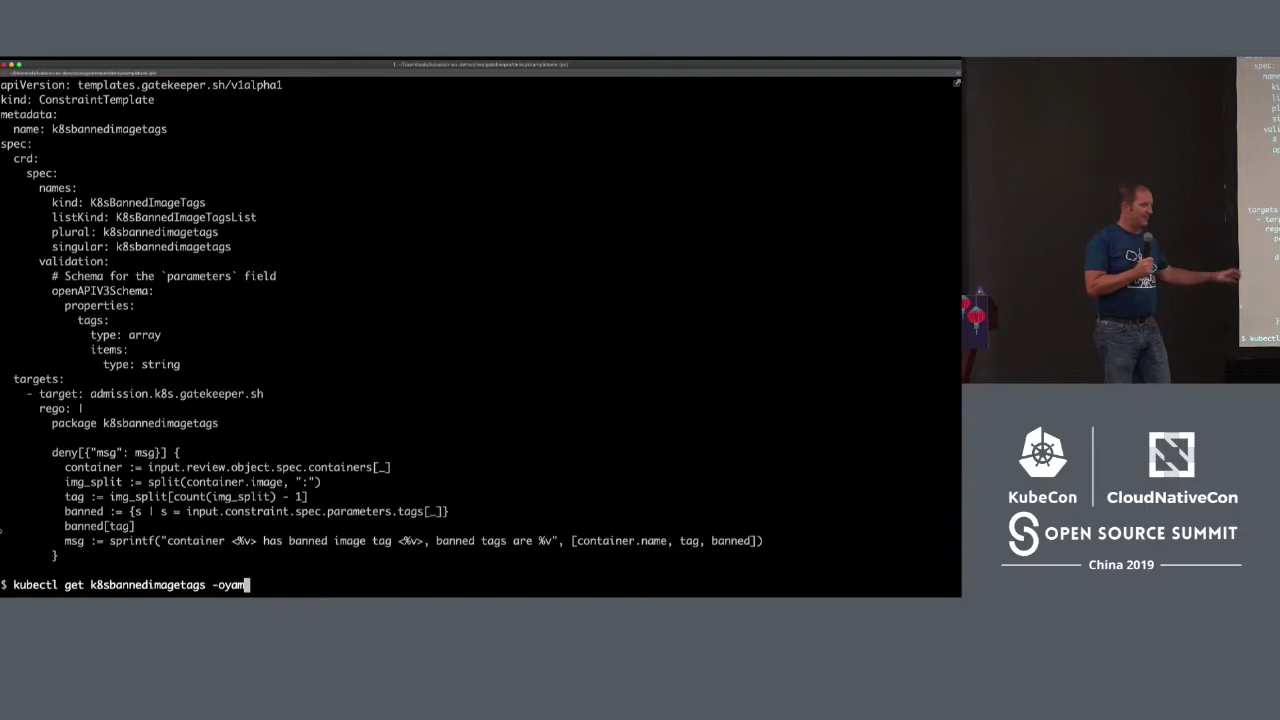 apiVersion: templates.gatekeeper.sh/v1alpha1
kind: ConstraintTemplate
metadata:
  name: k8sbannedimagetags
spec:
  crd:
    spec:
      names:
        kind: K8sBannedImageTags
        listKind: K8sBannedImageTagsList
        plural: k8sbannedimagetags
        singular: k8sbannedimagetags
      validation:
        # Schema for the `parameters` field
        openAPIV3Schema:
          properties:
            tags:
              type: array
              items:
                type: string
  targets:
    - target: admission.k8s.gatekeeper.sh
      rego: |
        package k8sbannedimagetags
        deny[{"msg": msg}] {
          container := input.review.object.spec.containers[_]
          img_split := split(container.image, ":")
          tag := img_split[count(img_split) - 1]
          banned := {s | s = input.constraint.spec.parameters.tags[_]}
          banned[tag]
          msg := sprintf("container <%v> has banned image tag <%v>, banned tags are %v", [container.name, tag, banned])
        }
$ kubectl get k8sbannedimagetags -oyam
spec:
name
targets
- tar
$ kubectl
KubeCon
CloudNativeCon
OPEN SOURCE SUMMIT
China 2019